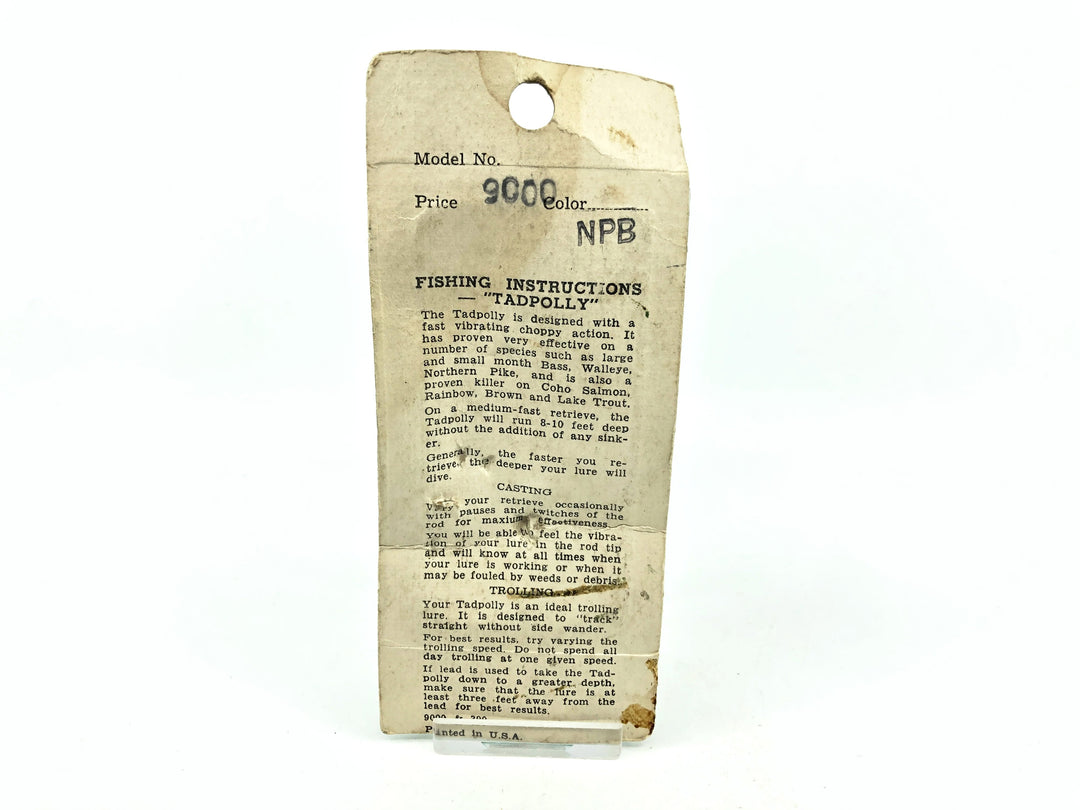 Model No.
9000
Price Color
NPB
FISHING INSTRUCTIONS
— "TADPOLLY"
The Tadpolly is designed with a
fast vibrating choppy action. It
has proven very effective on a
number of species such as large
and small month Bass, Walleye,
Northern Pike, and is also a
proven killer on Coho Salmon,
Rainbow, Brown and Lake Trout.
On a medium-fast retrieve, the
Tadpolly will run 8-10 feet deep
without the addition of any sink-
er.
Generally, the faster you re-
trieve, the deeper your lure will
dive.
CASTING
Vary your retrieve occasionally
with pauses and twitches of the
rod for maxium effectiveness.
You will be able to feel the vibra-
tion of your lure in the rod tip
and will know at all times when
your lure is working or when it
may be fouled by weeds or debris.
TROLLING
Your Tadpolly is an ideal trolling
lure. It is designed to "track"
straight without side wander.
For best results, try varying the
trolling speed. Do not spend all
day trolling at one given speed.
If lead is used to take the Tad-
polly down to a greater depth,
make sure that the lure is at
least three feet away from the
lead for best results.
9000
Printed in U.S.A.